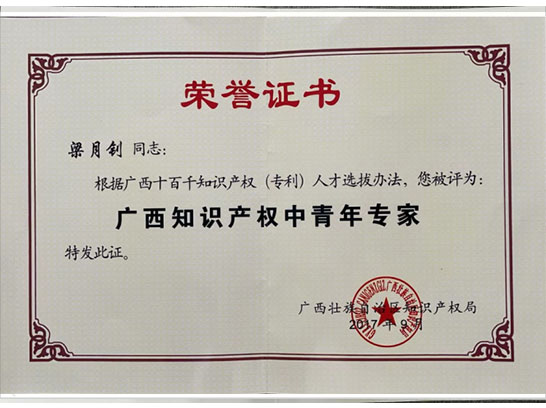 荣誉证书
梁月钊 同志：
根据广西十百千知识产权（专利）人才选拔办法，您被评为：
广西知识产权中青年专家
特发此证。
广西壮族自治区知识产权局
2017年9月